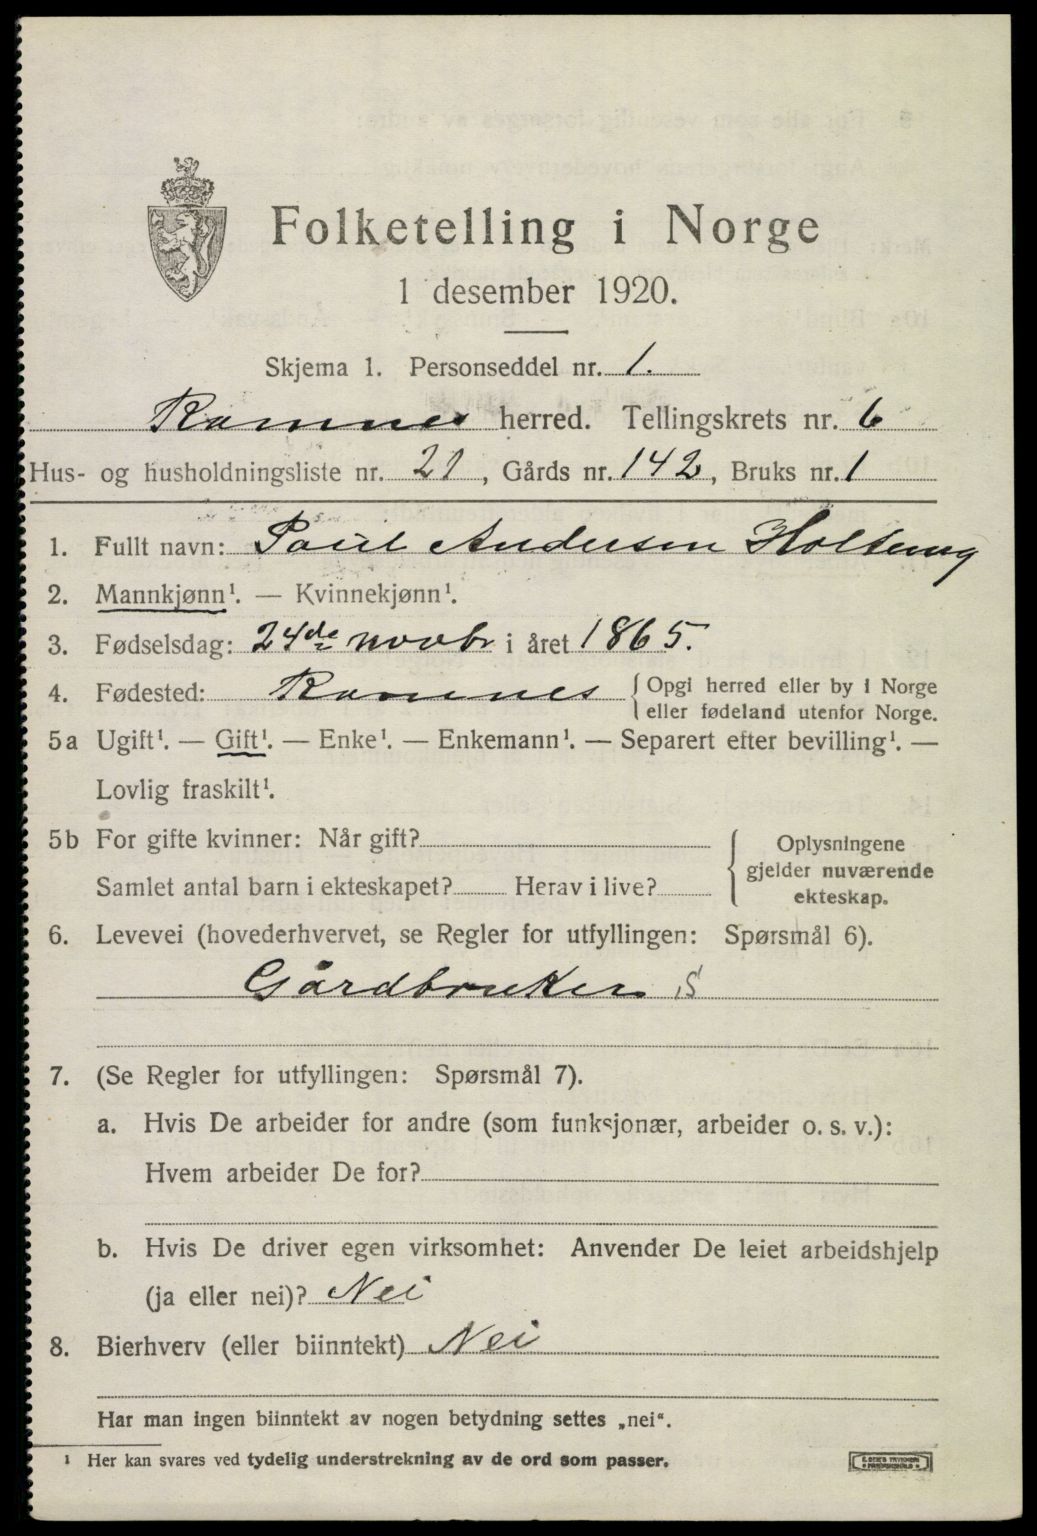 Folketelling i Norge
1 desember 1920.
Skjema 1. Personseddel nr. 1.
Ramnes herred. Tellingskrets nr. 6
Hus- og husholdningsliste nr. 21, Gårds nr. 142, Bruks nr. 1
1. Fullt navn: Paul Andersen Holtung
2. Mannkjønn¹. — Kvinnekjønn¹.
3. Fødselsdag: 24de novbr i året 1865.
4. Fødested: Ramnes { Opgi herred eller by i Norge
eller fødeland utenfor Norge.
5a Ugift¹. — Gift¹. — Enke¹. — Enkemann¹. — Separert efter bevilling¹. —
Lovlig fraskilt¹.
5b For gifte kvinner: Når gift?
Samlet antal barn i ekteskapet? Herav i live?
Oplysningene
gjelder nuværende
ekteskap.
6. Levevei (hovederhvervet, se Regler for utfyllingen: Spørsmål 6).
Gårdbruker S
7. (Se Regler for utfyllingen: Spørsmål 7).
a. Hvis De arbeider for andre (som funksjonær, arbeider o. s. v.):
Hvem arbeider De for?
b. Hvis De driver egen virksomhet: Anvender De leiet arbeidshjelp
(ja eller nei)? Nei
8. Bierhverv (eller biinntekt) Nei
Har man ingen biinntekt av nogen betydning settes „nei".
¹ Her kan svares ved tydelig understrekning av de ord som passer.